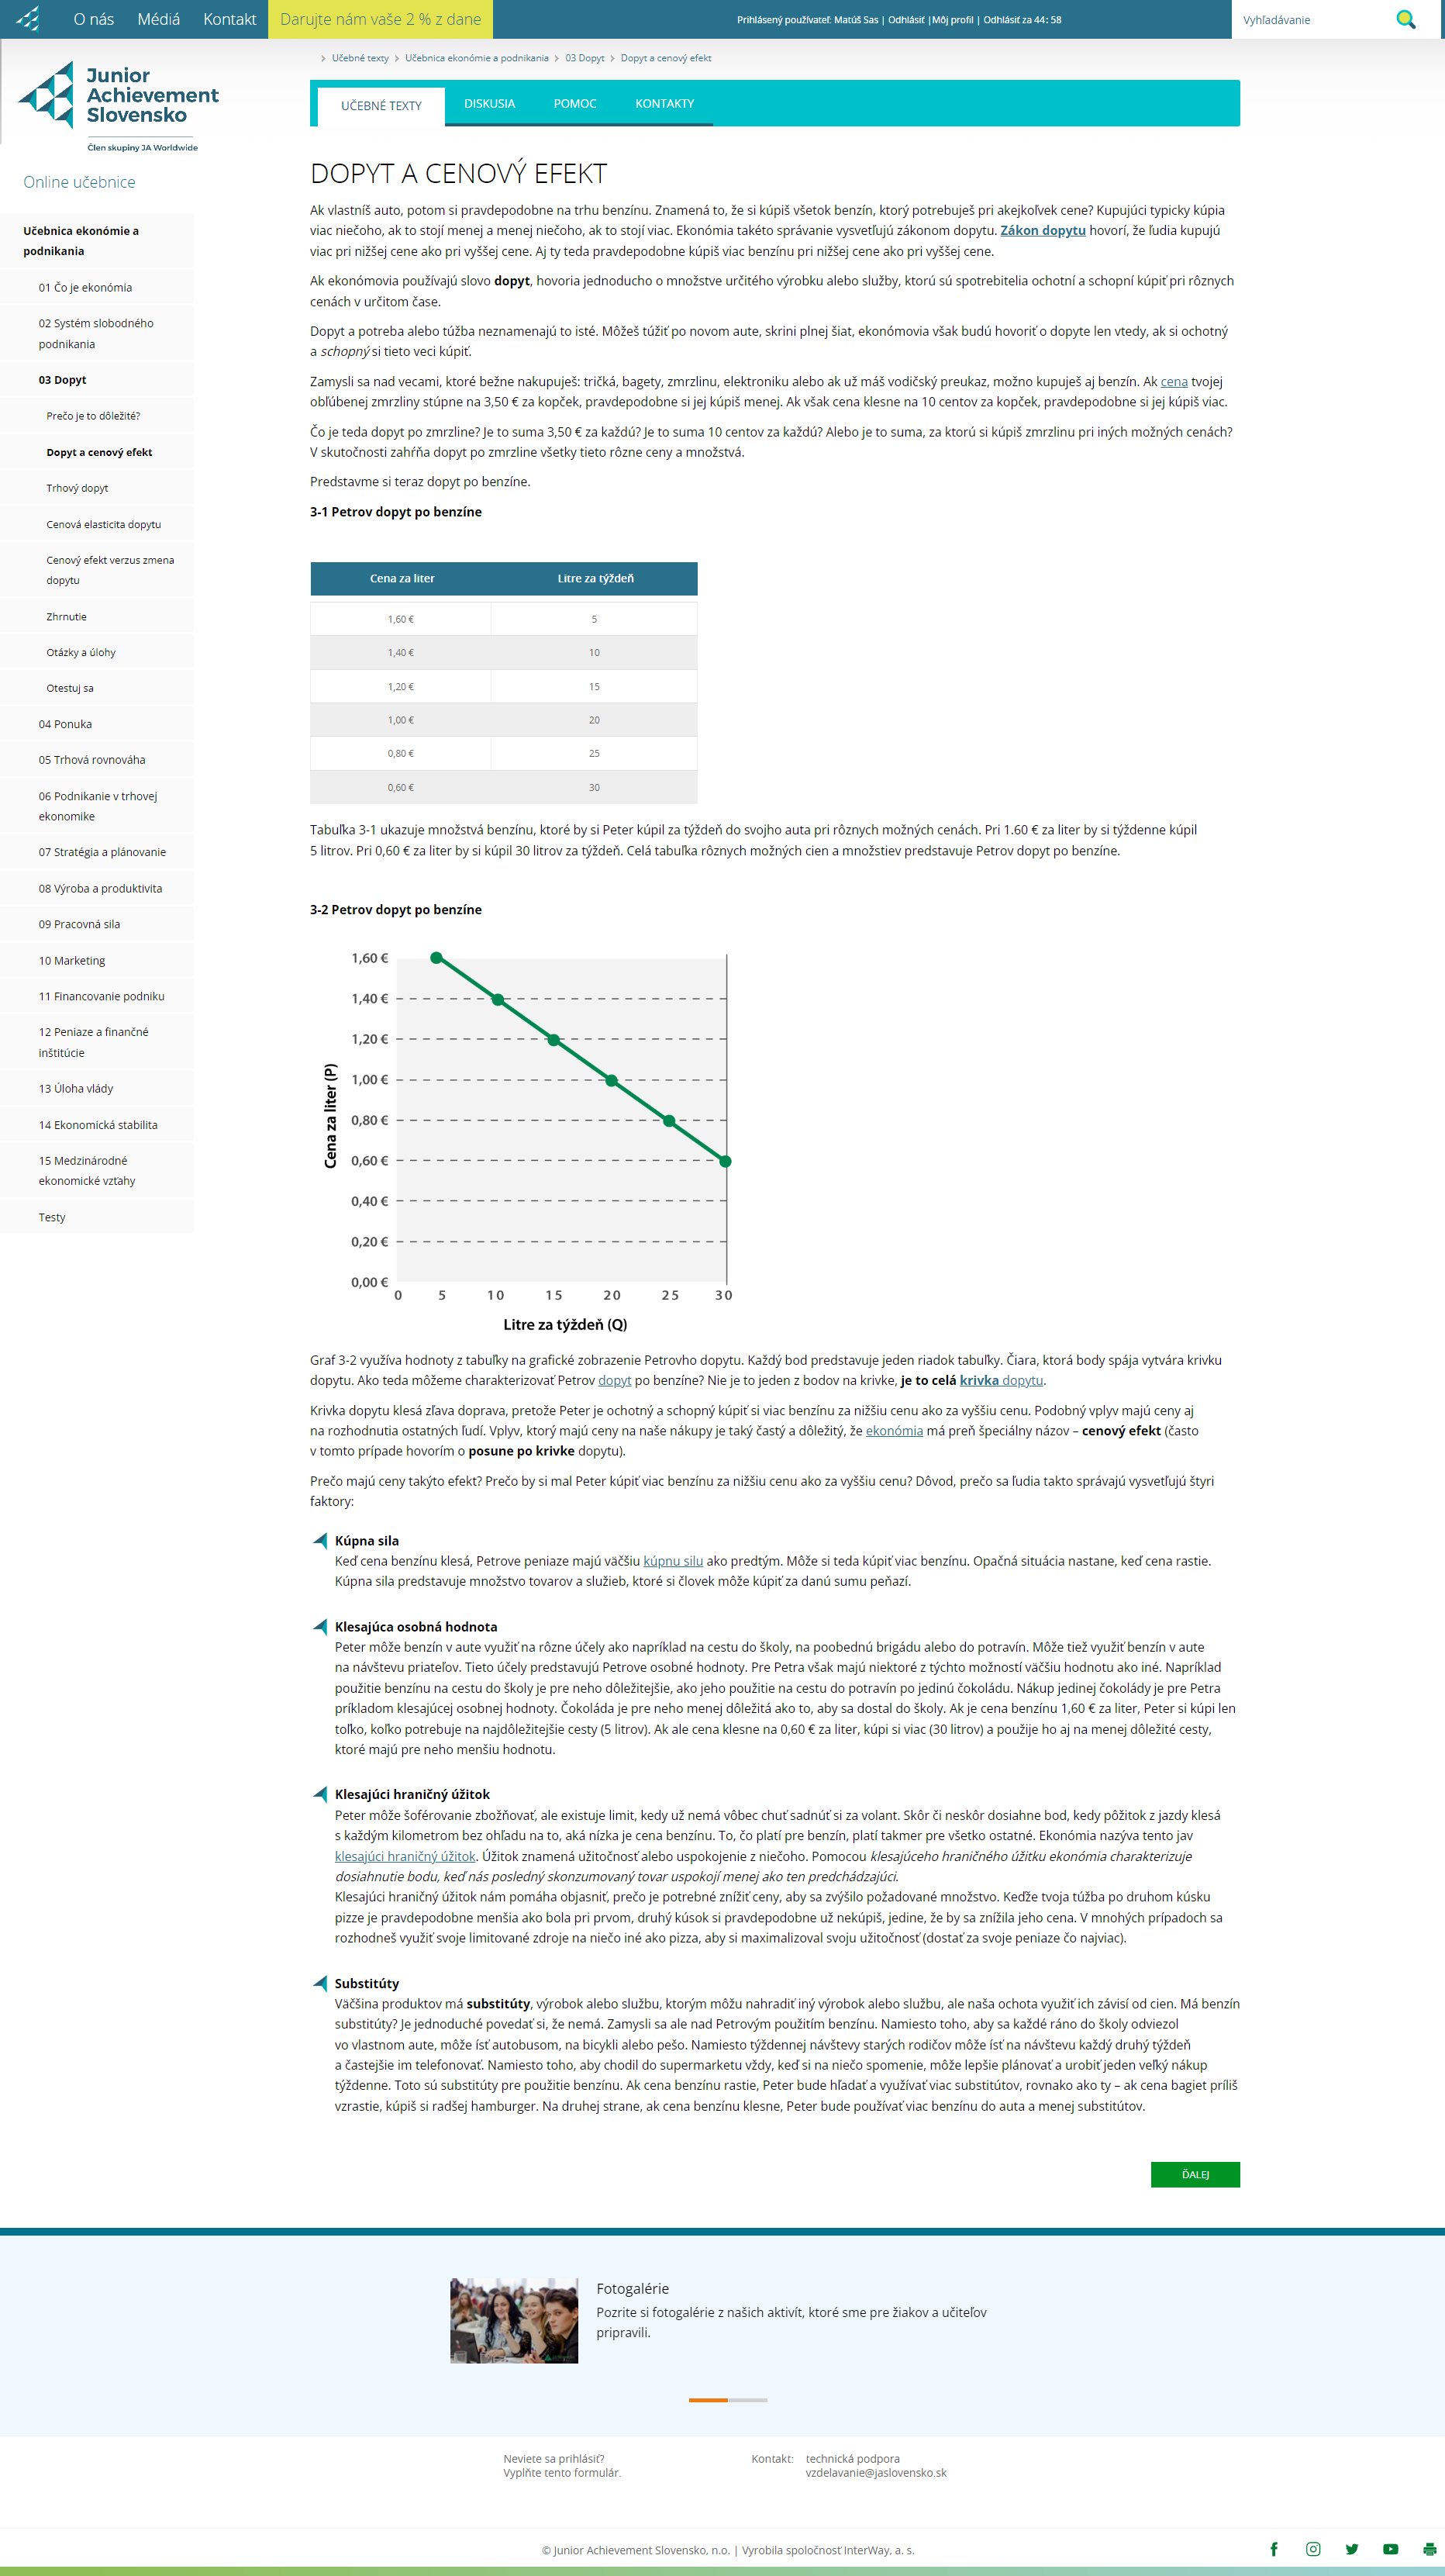 O nás Médiá Kontakt Darujte nám vaše 2 % z dane Prihlásený používateľ: Matúš Sas | Odhlásiť |Môj profil | Odhlásiť za 44: 58 Vyhľadávanie
Junior
Achievement
Slovensko
Člen skupiny JA Worldwide
Učebné texty Učebnica ekonómie a podnikania 03 Dopyt Dopyt a cenový efekt
UČEBNÉ TEXTY DISKUSIA POMOC KONTAKTY
Online učebnice
Učebnica ekonómie a
podnikania
01 Čo je ekonómia
02 Systém slobodného
podnikania
03 Dopyt
Prečo je to dôležité?
Dopyt a cenový efekt
Trhový dopyt
Cenová elasticita dopytu
Cenový efekt verzus zmena
dopytu
Zhrnutie
Otázky a úlohy
Otestuj sa
04 Ponuka
05 Trhová rovnováha
06 Podnikanie v trhovej
ekonomike
07 Stratégia a plánovanie
08 Výroba a produktivita
09 Pracovná sila
10 Marketing
11 Financovanie podniku
12 Peniaze a finančné
inštitúcie
13 Úloha vlády
14 Ekonomická stabilita
15 Medzinárodné
ekonomické vzťahy
Testy
DOPYT A CENOVÝ EFEKT
Ak vlastníš auto, potom si pravdepodobne na trhu benzínu. Znamená to, že si kúpiš všetok benzín, ktorý potrebuješ pri akejkoľvek cene? Kupujúci typicky kúpia
viac niečoho, ak to stojí menej a menej niečoho, ak to stojí viac. Ekonómia takéto správanie vysvetľujú zákonom dopytu. Zákon dopytu hovorí, že ľudia kupujú
viac pri nižšej cene ako pri vyššej cene. Aj ty teda pravdepodobne kúpiš viac benzínu pri nižšej cene ako pri vyššej cene.
Ak ekonómovia používajú slovo dopyt, hovoria jednoducho o množstve určitého výrobku alebo služby, ktorú sú spotrebitelia ochotní a schopní kúpiť pri rôznych
cenách v určitom čase.
Dopyt a potreba alebo túžba neznamenajú to isté. Môžeš túžiť po novom aute, skrini plnej šiat, ekonómovia však budú hovoriť o dopyte len vtedy, ak si ochotný
a schopný si tieto veci kúpiť.
Zamysli sa nad vecami, ktoré bežne nakupuješ: tričká, bagety, zmrzlinu, elektroniku alebo ak už máš vodičský preukaz, možno kupuješ aj benzín. Ak cena tvojej
obľúbenej zmrzliny stúpne na 3,50 € za kopček, pravdepodobne si jej kúpiš menej. Ak však cena klesne na 10 centov za kopček, pravdepodobne si jej kúpiš viac.
Čo je teda dopyt po zmrzline? Je to suma 3,50 € za každú? Je to suma 10 centov za každú? Alebo je to suma, za ktorú si kúpiš zmrzlinu pri iných možných cenách?
V skutočnosti zahŕňa dopyt po zmrzline všetky tieto rôzne ceny a množstvá.
Predstavme si teraz dopyt po benzíne.
3-1 Petrov dopyt po benzíne
Cena za liter Litre za týždeň
1,60 € 5
1,40 € 10
1,20 € 15
1,00 € 20
0,80 € 25
0,60 € 30
Tabuľka 3-1 ukazuje množstvá benzínu, ktoré by si Peter kúpil za týždeň do svojho auta pri rôznych možných cenách. Pri 1.60 € za liter by si týždenne kúpil
5 litrov. Pri 0,60 € za liter by si kúpil 30 litrov za týždeň. Celá tabuľka rôznych možných cien a množstiev predstavuje Petrov dopyt po benzíne.
3-2 Petrov dopyt po benzíne
Cena za liter (P)
1,60 €
1,40 €
1,20 €
1,00 €
0,80 €
0,60 €
0,40 €
0,20 €
0,00 €
0 5 10 15 20 25 30
Litre za týždeň (Q)
Graf 3-2 využíva hodnoty z tabuľky na grafické zobrazenie Petrovho dopytu. Každý bod predstavuje jeden riadok tabuľky. Čiara, ktorá body spája vytvára krivku
dopytu. Ako teda môžeme charakterizovať Petrov dopyt po benzíne? Nie je to jeden z bodov na krivke, je to celá krivka dopytu.
Krivka dopytu klesá zľava doprava, pretože Peter je ochotný a schopný kúpiť si viac benzínu za nižšiu cenu ako za vyššiu cenu. Podobný vplyv majú ceny aj
na rozhodnutia ostatných ľudí. Vplyv, ktorý majú ceny na naše nákupy je taký častý a dôležitý, že ekonómia má preň špeciálny názov – cenový efekt (často
v tomto prípade hovorím o posune po krivke dopytu).
Prečo majú ceny takýto efekt? Prečo by si mal Peter kúpiť viac benzínu za nižšiu cenu ako za vyššiu cenu? Dôvod, prečo sa ľudia takto správajú vysvetľujú štyri
faktory:
Kúpna sila
Keď cena benzínu klesá, Petrove peniaze majú väčšiu kúpnu silu ako predtým. Môže si teda kúpiť viac benzínu. Opačná situácia nastane, keď cena rastie.
Kúpna sila predstavuje množstvo tovarov a služieb, ktoré si človek môže kúpiť za danú sumu peňazí.
Klesajúca osobná hodnota
Peter môže benzín v aute využiť na rôzne účely ako napríklad na cestu do školy, na poobednú brigádu alebo do potravín. Môže tiež využiť benzín v aute
na návštevu priateľov. Tieto účely predstavujú Petrove osobné hodnoty. Pre Petra však majú niektoré z týchto možností väčšiu hodnotu ako iné. Napríklad
použitie benzínu na cestu do školy je pre neho dôležitejšie, ako jeho použitie na cestu do potravín po jedinú čokoládu. Nákup jedinej čokolády je pre Petra
príkladom klesajúcej osobnej hodnoty. Čokoláda je pre neho menej dôležitá ako to, aby sa dostal do školy. Ak je cena benzínu 1,60 € za liter, Peter si kúpi len
toľko, koľko potrebuje na najdôležitejšie cesty (5 litrov). Ak ale cena klesne na 0,60 € za liter, kúpi si viac (30 litrov) a použije ho aj na menej dôležité cesty,
ktoré majú pre neho menšiu hodnotu.
Klesajúci hraničný úžitok
Peter môže šoférovanie zbožňovať, ale existuje limit, kedy už nemá vôbec chuť sadnúť si za volant. Skôr či neskôr dosiahne bod, kedy pôžitok z jazdy klesá
s každým kilometrom bez ohľadu na to, aká nízka je cena benzínu. To, čo platí pre benzín, platí takmer pre všetko ostatné. Ekonómia nazýva tento jav
klesajúci hraničný úžitok. Úžitok znamená užitočnosť alebo uspokojenie z niečoho. Pomocou klesajúceho hraničného úžitku ekonómia charakterizuje
dosiahnutie bodu, keď nás posledný skonzumovaný tovar uspokojí menej ako ten predchádzajúci.
Klesajúci hraničný úžitok nám pomáha objasniť, prečo je potrebné znížiť ceny, aby sa zvýšilo požadované množstvo. Keďže tvoja túžba po druhom kúsku
pizze je pravdepodobne menšia ako bola pri prvom, druhý kúsok si pravdepodobne už nekúpiš, jedine, že by sa znížila jeho cena. V mnohých prípadoch sa
rozhodneš využiť svoje limitované zdroje na niečo iné ako pizza, aby si maximalizoval svoju užitočnosť (dostať za svoje peniaze čo najviac).
Substitúty
Väčšina produktov má substitúty, výrobok alebo službu, ktorým môžu nahradiť iný výrobok alebo službu, ale naša ochota využiť ich závisí od cien. Má benzín
substitúty? Je jednoduché povedať si, že nemá. Zamysli sa ale nad Petrovým použitím benzínu. Namiesto toho, aby sa každé ráno do školy odviezol
vo vlastnom aute, môže ísť autobusom, na bicykli alebo pešo. Namiesto týždennej návštevy starých rodičov môže ísť na návštevu každý druhý týždeň
a častejšie im telefonovať. Namiesto toho, aby chodil do supermarketu vždy, keď si na niečo spomenie, môže lepšie plánovať a urobiť jeden veľký nákup
týždenne. Toto sú substitúty pre použitie benzínu. Ak cena benzínu rastie, Peter bude hľadať a využívať viac substitútov, rovnako ako ty – ak cena bagiet príliš
vzrastie, kúpiš si radšej hamburger. Na druhej strane, ak cena benzínu klesne, Peter bude používať viac benzínu do auta a menej substitútov.
ĎALEJ
Fotogalérie
Pozrite si fotogalérie z našich aktivít, ktoré sme pre žiakov a učiteľov
pripravili.
Neviete sa prihlásiť? Kontakt: technická podpora
Vyplňte tento formulár. vzdelavanie@jaslovensko.sk
© Junior Achievement Slovensko, n.o. | Vyrobila spoločnosť InterWay, a. s.